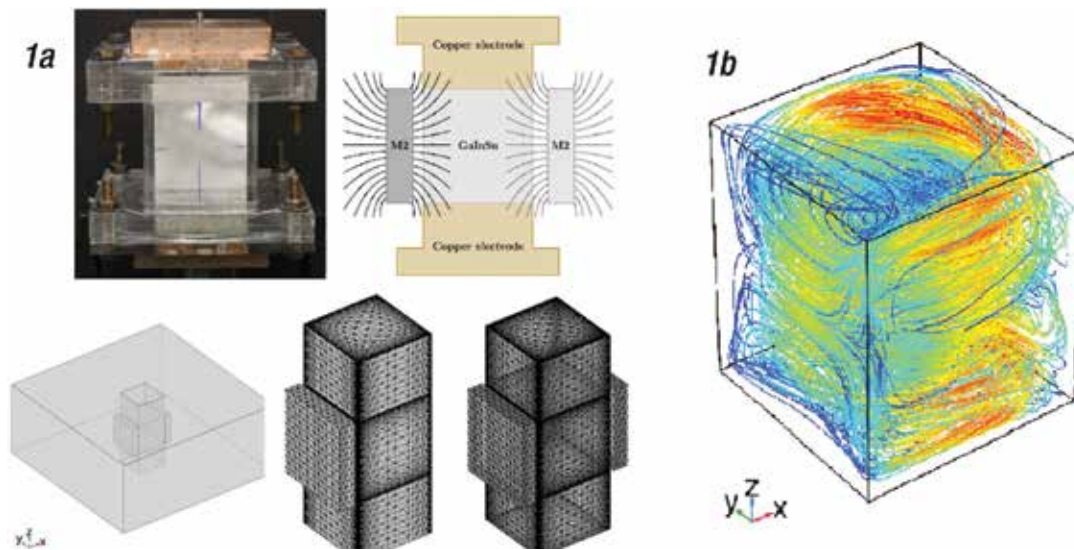 1a
Copper electrode
M2
GaInSn
M2
Copper electrode
1b
y z x
y z x